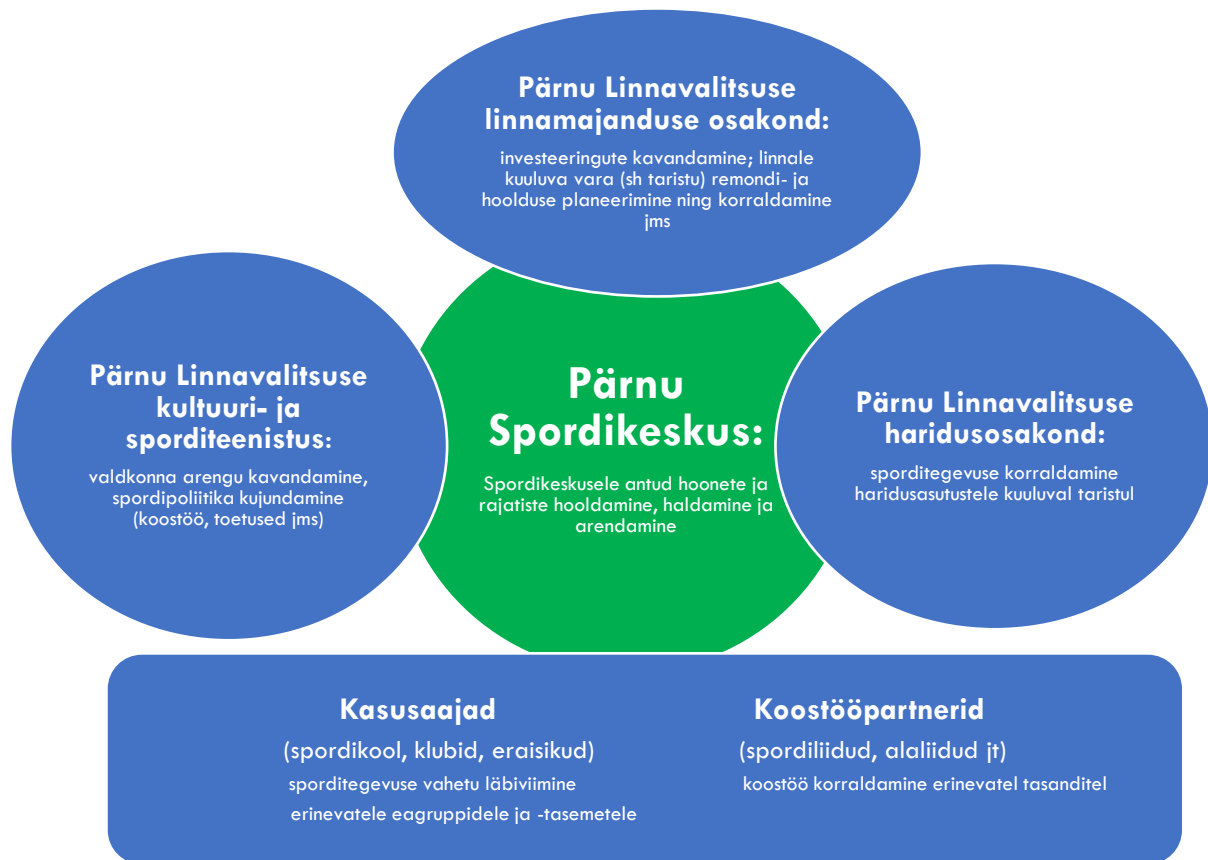 Pärnu Linnavalitsuse
linnamajanduse osakond:
investeeringute kavandamine; linnale
kuuluva vara (sh taristu) remondi- ja
hoolduse planeerimine ning korraldamine
jms
Pärnu Linnavalitsuse
kultuuri- ja
sporditeenistus:
valdkonna arengu kavandamine,
spordipoliitika kujundamine
(koostöö, toetused jms)
Pärnu
Spordikeskus:
Spordikeskusele antud hoonete ja
rajatiste hooldamine, haldamine ja
arendamine
Pärnu Linnavalitsuse
haridusosakond:
sporditegevuse korraldamine
haridusasutustele kuuluval taristul
Kasusaajad
(spordikool, klubid, eraisikud)
sporditegevuse vahetu läbiviimine
erinevatele eagruppidele ja -tasemetele
Koostööpartnerid
(spordiliidud, alaliidud jt)
koostöö korraldamine erinevatel tasanditel